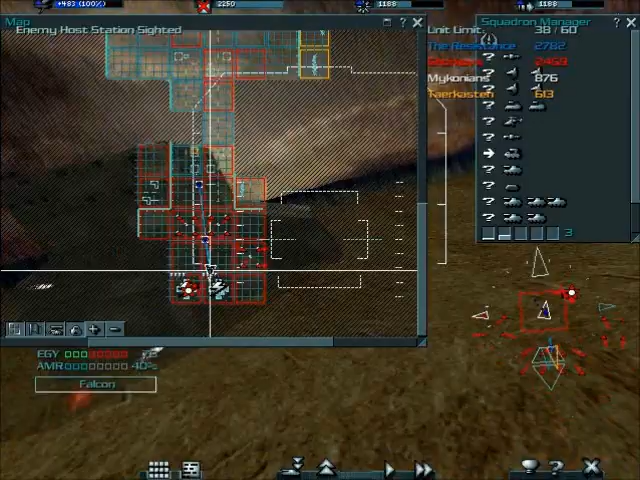 +483 (100%)
2250
1188
1188
Map
Enemy Host Station Sighted
Squadron Manager
Unit Limit: 38 / 60
The Resistance 2782
2469
Mykonians 876
Taerkasten 613
3
EGY
AMR -40%
Falcon